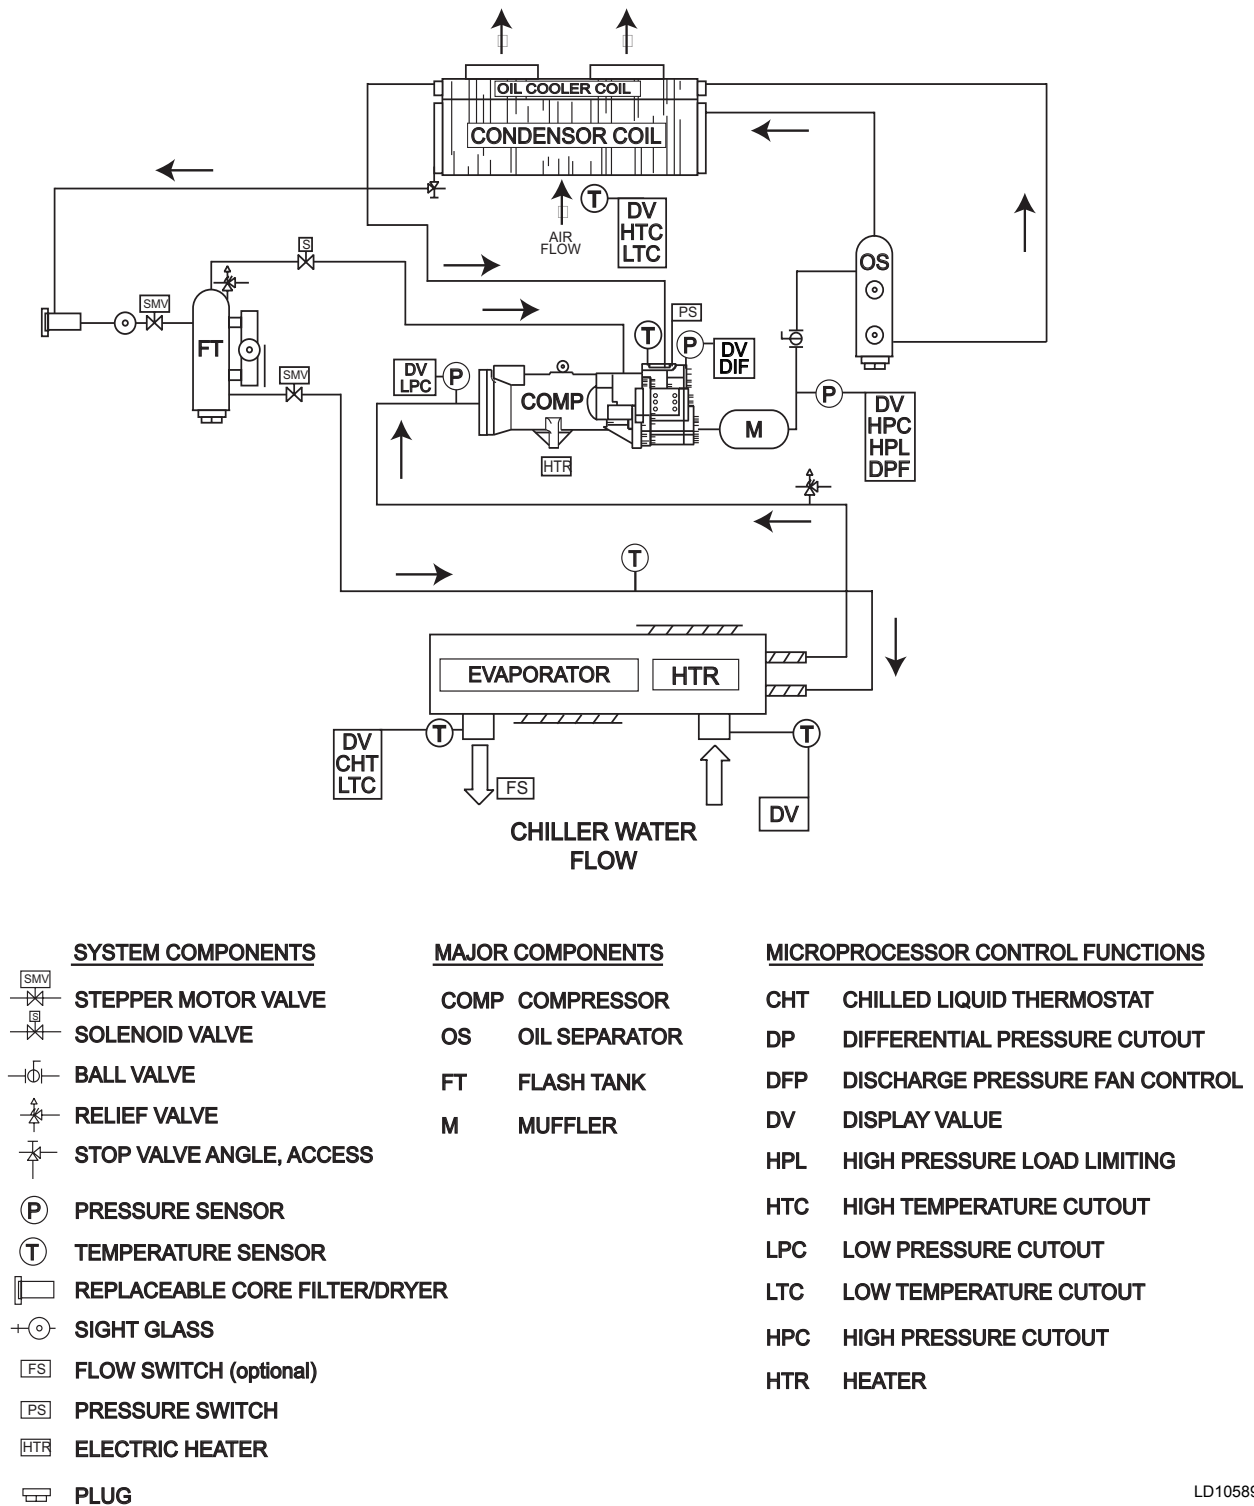 OIL COOLER COIL
CONDENSOR COIL
AIR
FLOW
T
DV
HTC
LTC
S
SMV
FT
SMV
OS
PS
T
P
DV
DIF
DV
LPC
P
COMP
HTR
M
P
DV
HPC
HPL
DPF
T
EVAPORATOR
HTR
T
DV
CHT
LTC
FS
T
DV
CHILLER WATER
FLOW
SYSTEM COMPONENTS
SMV
STEPPER MOTOR VALVE
S
SOLENOID VALVE
BALL VALVE
RELIEF VALVE
STOP VALVE ANGLE, ACCESS
P PRESSURE SENSOR
T TEMPERATURE SENSOR
REPLACEABLE CORE FILTER/DRYER
SIGHT GLASS
FS FLOW SWITCH (optional)
PS PRESSURE SWITCH
HTR ELECTRIC HEATER
PLUG
MAJOR COMPONENTS
COMP COMPRESSOR
OS OIL SEPARATOR
FT FLASH TANK
M MUFFLER
MICROPROCESSOR CONTROL FUNCTIONS
CHT CHILLED LIQUID THERMOSTAT
DP DIFFERENTIAL PRESSURE CUTOUT
DFP DISCHARGE PRESSURE FAN CONTROL
DV DISPLAY VALUE
HPL HIGH PRESSURE LOAD LIMITING
HTC HIGH TEMPERATURE CUTOUT
LPC LOW PRESSURE CUTOUT
LTC LOW TEMPERATURE CUTOUT
HPC HIGH PRESSURE CUTOUT
HTR HEATER